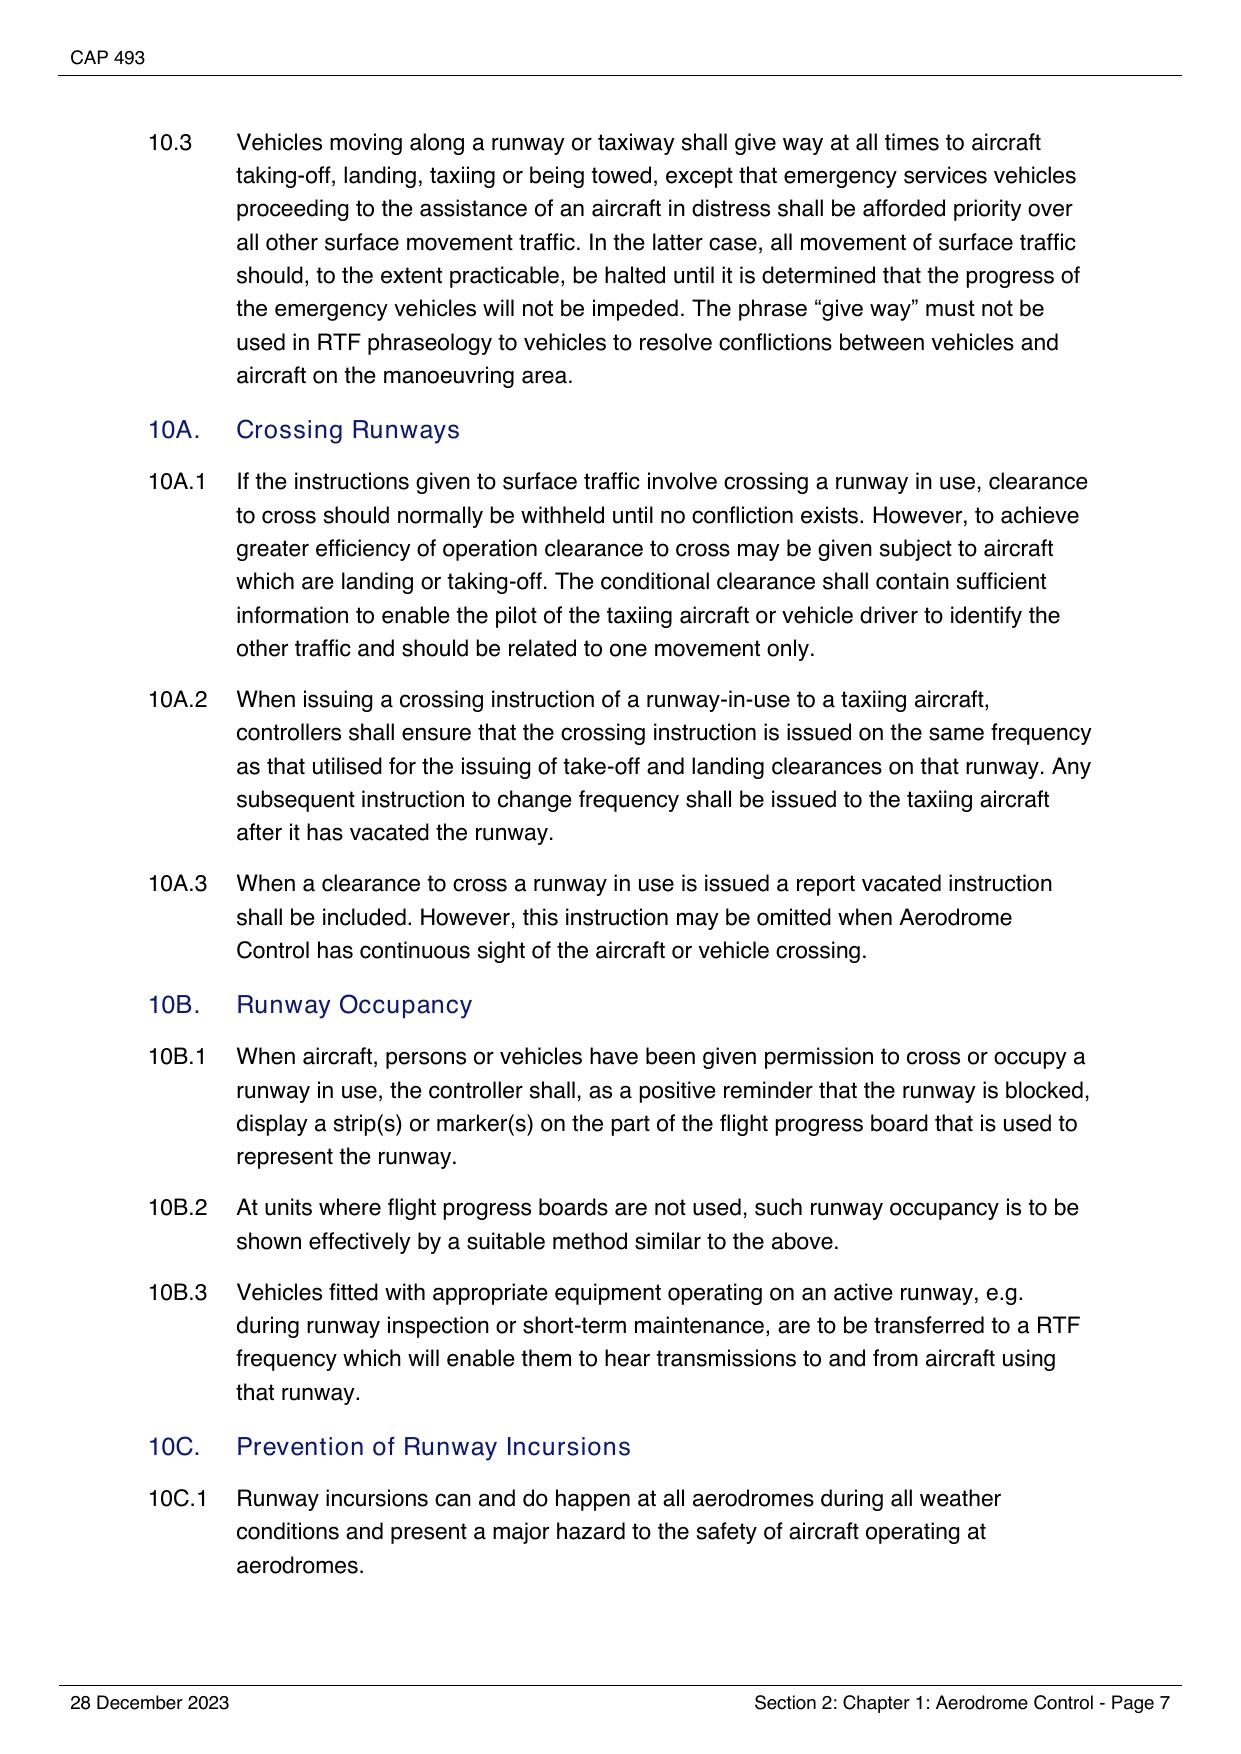 CAP 493
10.3 Vehicles moving along a runway or taxiway shall give way at all times to aircraft
taking-off, landing, taxiing or being towed, except that emergency services vehicles
proceeding to the assistance of an aircraft in distress shall be afforded priority over
all other surface movement traffic. In the latter case, all movement of surface traffic
should, to the extent practicable, be halted until it is determined that the progress of
the emergency vehicles will not be impeded. The phrase “give way” must not be
used in RTF phraseology to vehicles to resolve conflictions between vehicles and
aircraft on the manoeuvring area.
10A. Crossing Runways
10A.1 If the instructions given to surface traffic involve crossing a runway in use, clearance
to cross should normally be withheld until no confliction exists. However, to achieve
greater efficiency of operation clearance to cross may be given subject to aircraft
which are landing or taking-off. The conditional clearance shall contain sufficient
information to enable the pilot of the taxiing aircraft or vehicle driver to identify the
other traffic and should be related to one movement only.
10A.2 When issuing a crossing instruction of a runway-in-use to a taxiing aircraft,
controllers shall ensure that the crossing instruction is issued on the same frequency
as that utilised for the issuing of take-off and landing clearances on that runway. Any
subsequent instruction to change frequency shall be issued to the taxiing aircraft
after it has vacated the runway.
10A.3 When a clearance to cross a runway in use is issued a report vacated instruction
shall be included. However, this instruction may be omitted when Aerodrome
Control has continuous sight of the aircraft or vehicle crossing.
10B. Runway Occupancy
10B.1 When aircraft, persons or vehicles have been given permission to cross or occupy a
runway in use, the controller shall, as a positive reminder that the runway is blocked,
display a strip(s) or marker(s) on the part of the flight progress board that is used to
represent the runway.
10B.2 At units where flight progress boards are not used, such runway occupancy is to be
shown effectively by a suitable method similar to the above.
10B.3 Vehicles fitted with appropriate equipment operating on an active runway, e.g.
during runway inspection or short-term maintenance, are to be transferred to a RTF
frequency which will enable them to hear transmissions to and from aircraft using
that runway.
10C. Prevention of Runway Incursions
10C.1 Runway incursions can and do happen at all aerodromes during all weather
conditions and present a major hazard to the safety of aircraft operating at
aerodromes.
28 December 2023 Section 2: Chapter 1: Aerodrome Control - Page 7